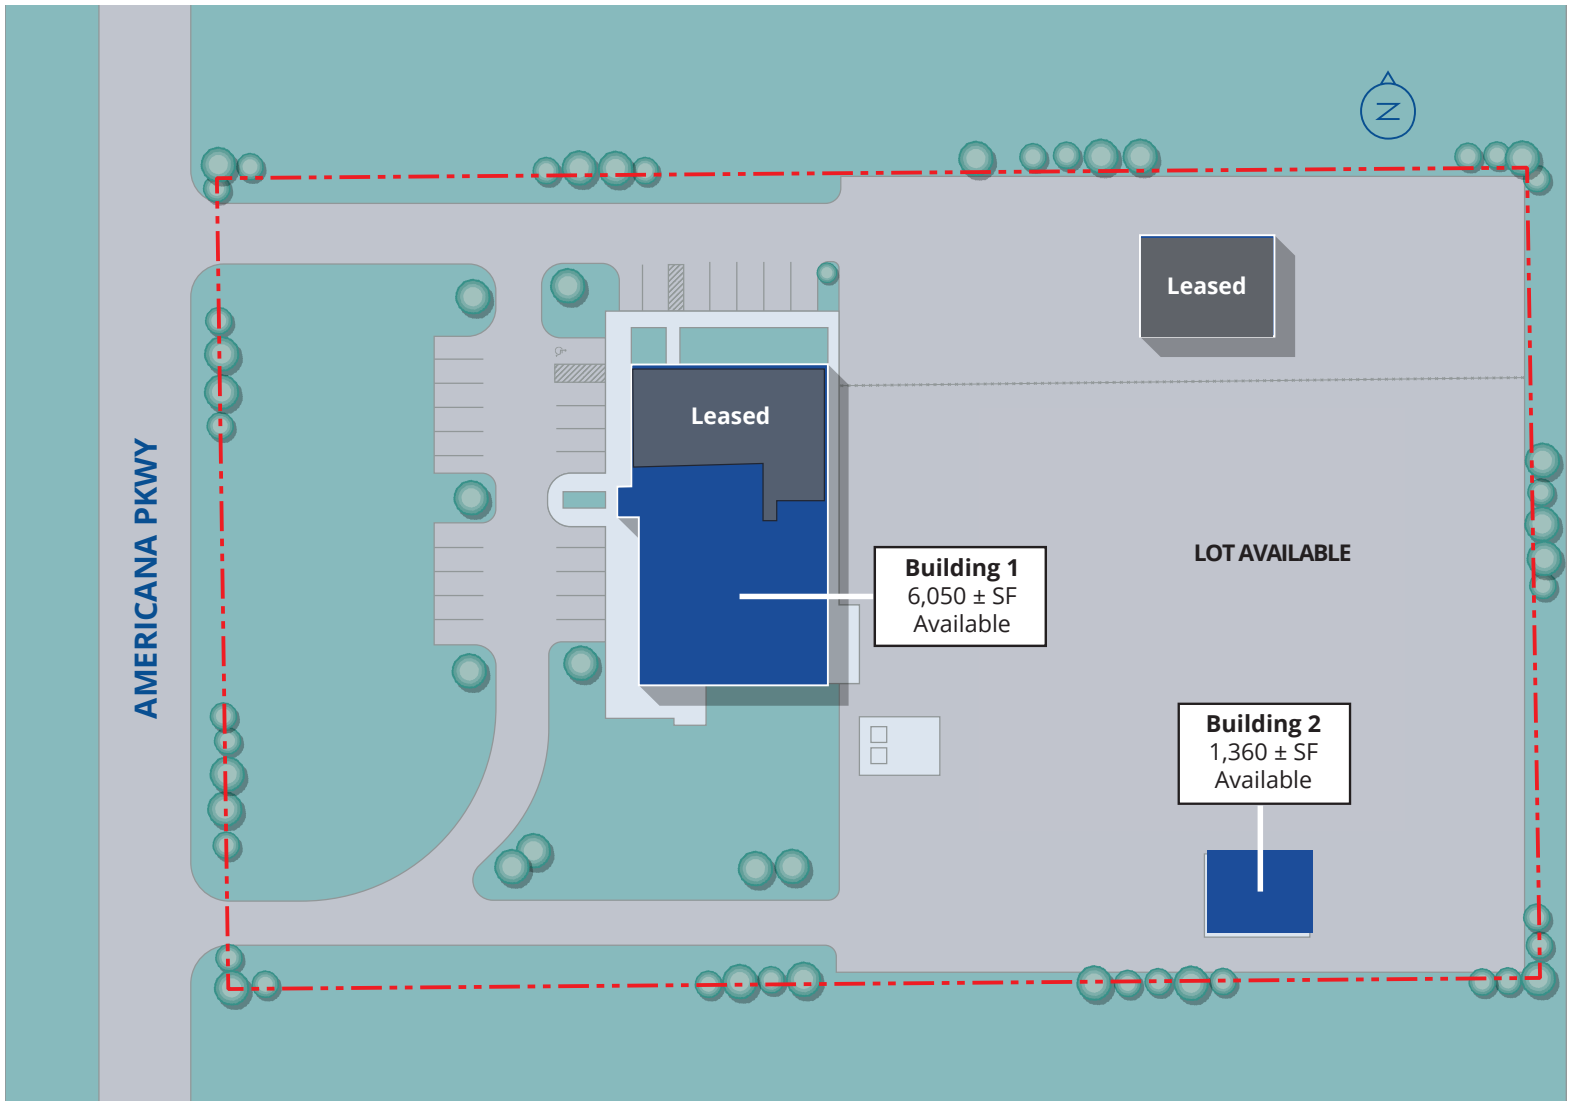 N
Leased
Leased
AMERICANA PKWY
LOT AVAILABLE
Building 1
6,050 ± SF
Available
Building 2
1,360 ± SF
Available